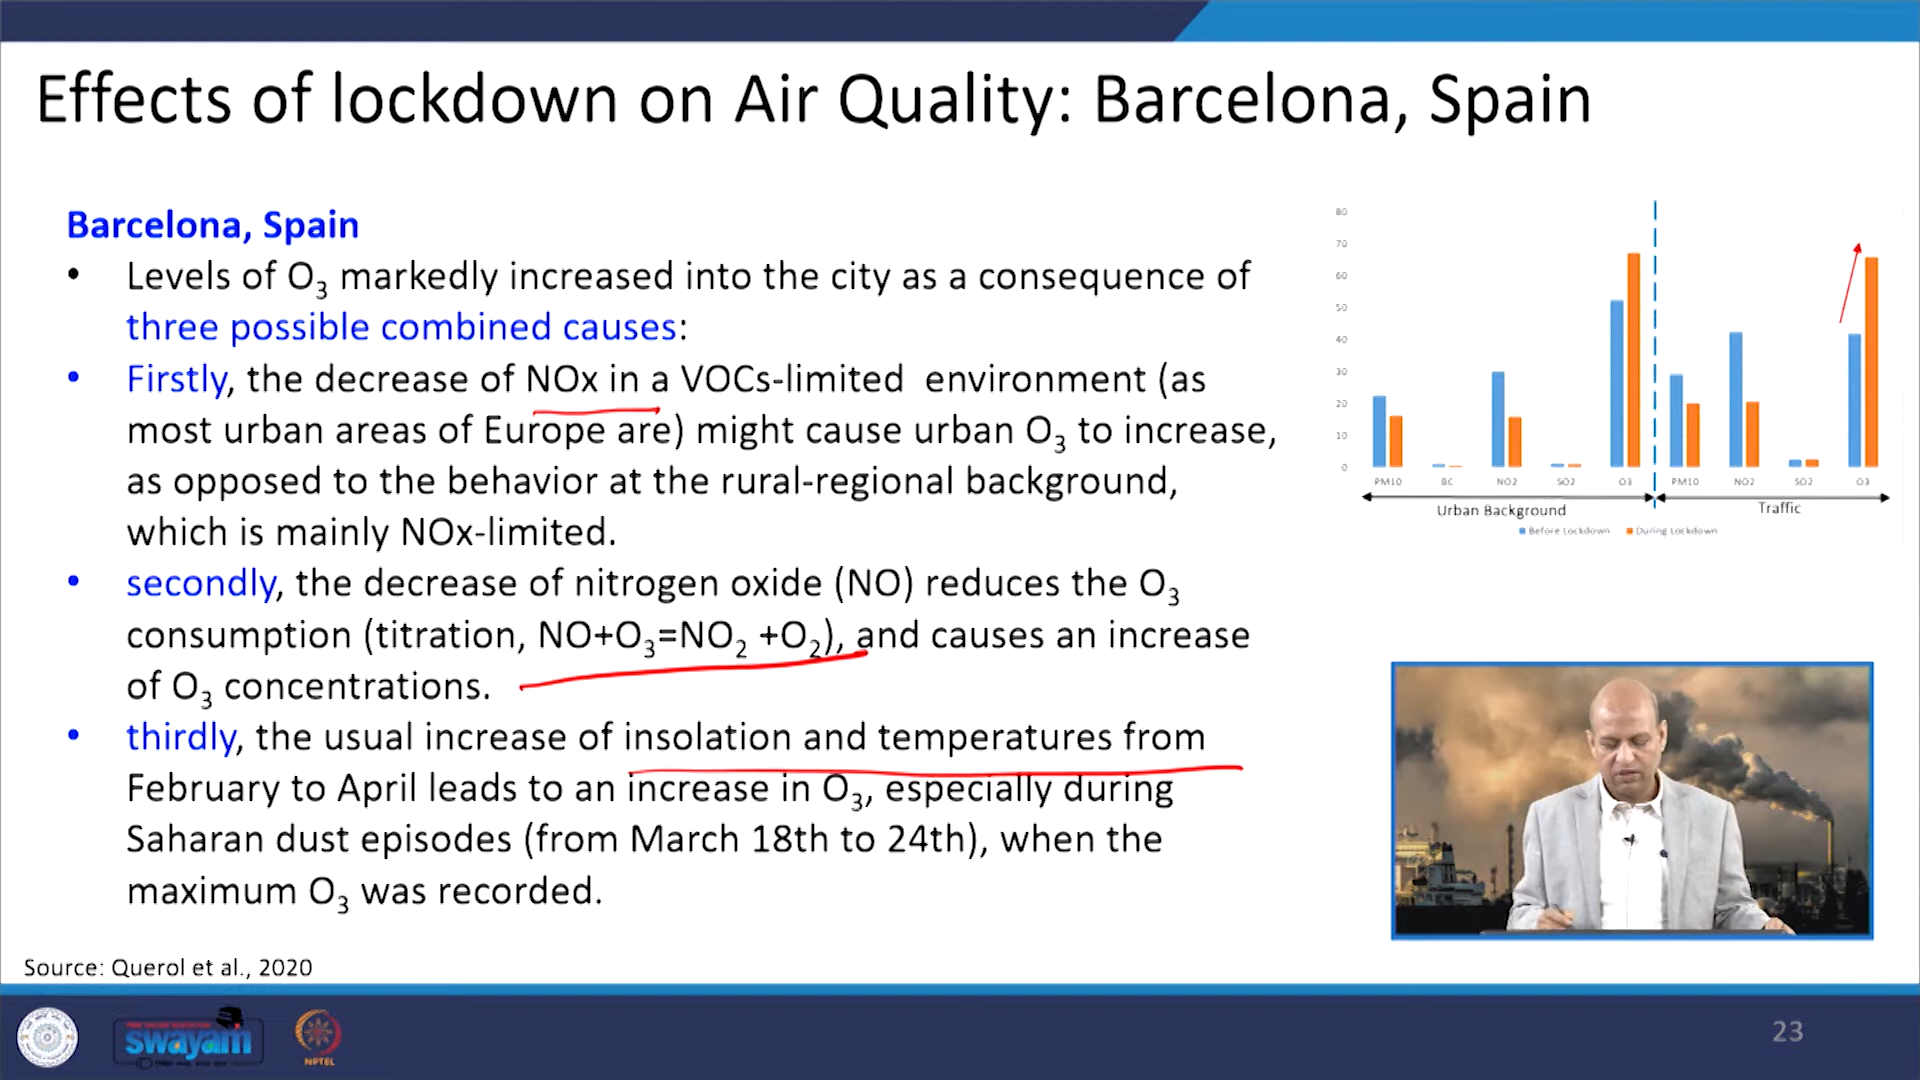 Effects of lockdown on Air Quality: Barcelona, Spain
Barcelona, Spain
• Levels of O3 markedly increased into the city as a consequence of
three possible combined causes:
• Firstly, the decrease of NOx in a VOCs-limited environment (as
most urban areas of Europe are) might cause urban O3 to increase,
as opposed to the behavior at the rural-regional background,
which is mainly NOx-limited.
• secondly, the decrease of nitrogen oxide (NO) reduces the O3
consumption (titration, NO+O3=NO2 +O2), and causes an increase
of O3 concentrations.
• thirdly, the usual increase of insolation and temperatures from
February to April leads to an increase in O3, especially during
Saharan dust episodes (from March 18th to 24th), when the
maximum O3 was recorded.
80
70
60
50
40
30
20
10
0
PM10 BC NO2 SO2 O3 PM10 NO2 SO2 O3
Urban Background Traffic
Before Lockdown During Lockdown
Source: Querol et al., 2020
swayam
NPTEL
23